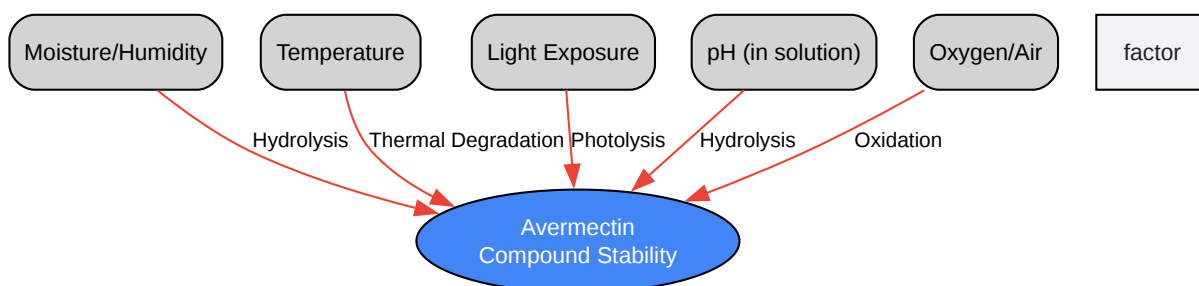 Moisture/Humidity
Temperature
Light Exposure
pH (in solution)
Oxygen/Air
factor
Hydrolysis
Thermal Degradation
Photolysis
Hydrolysis
Oxidation
Avermectin
Compound Stability